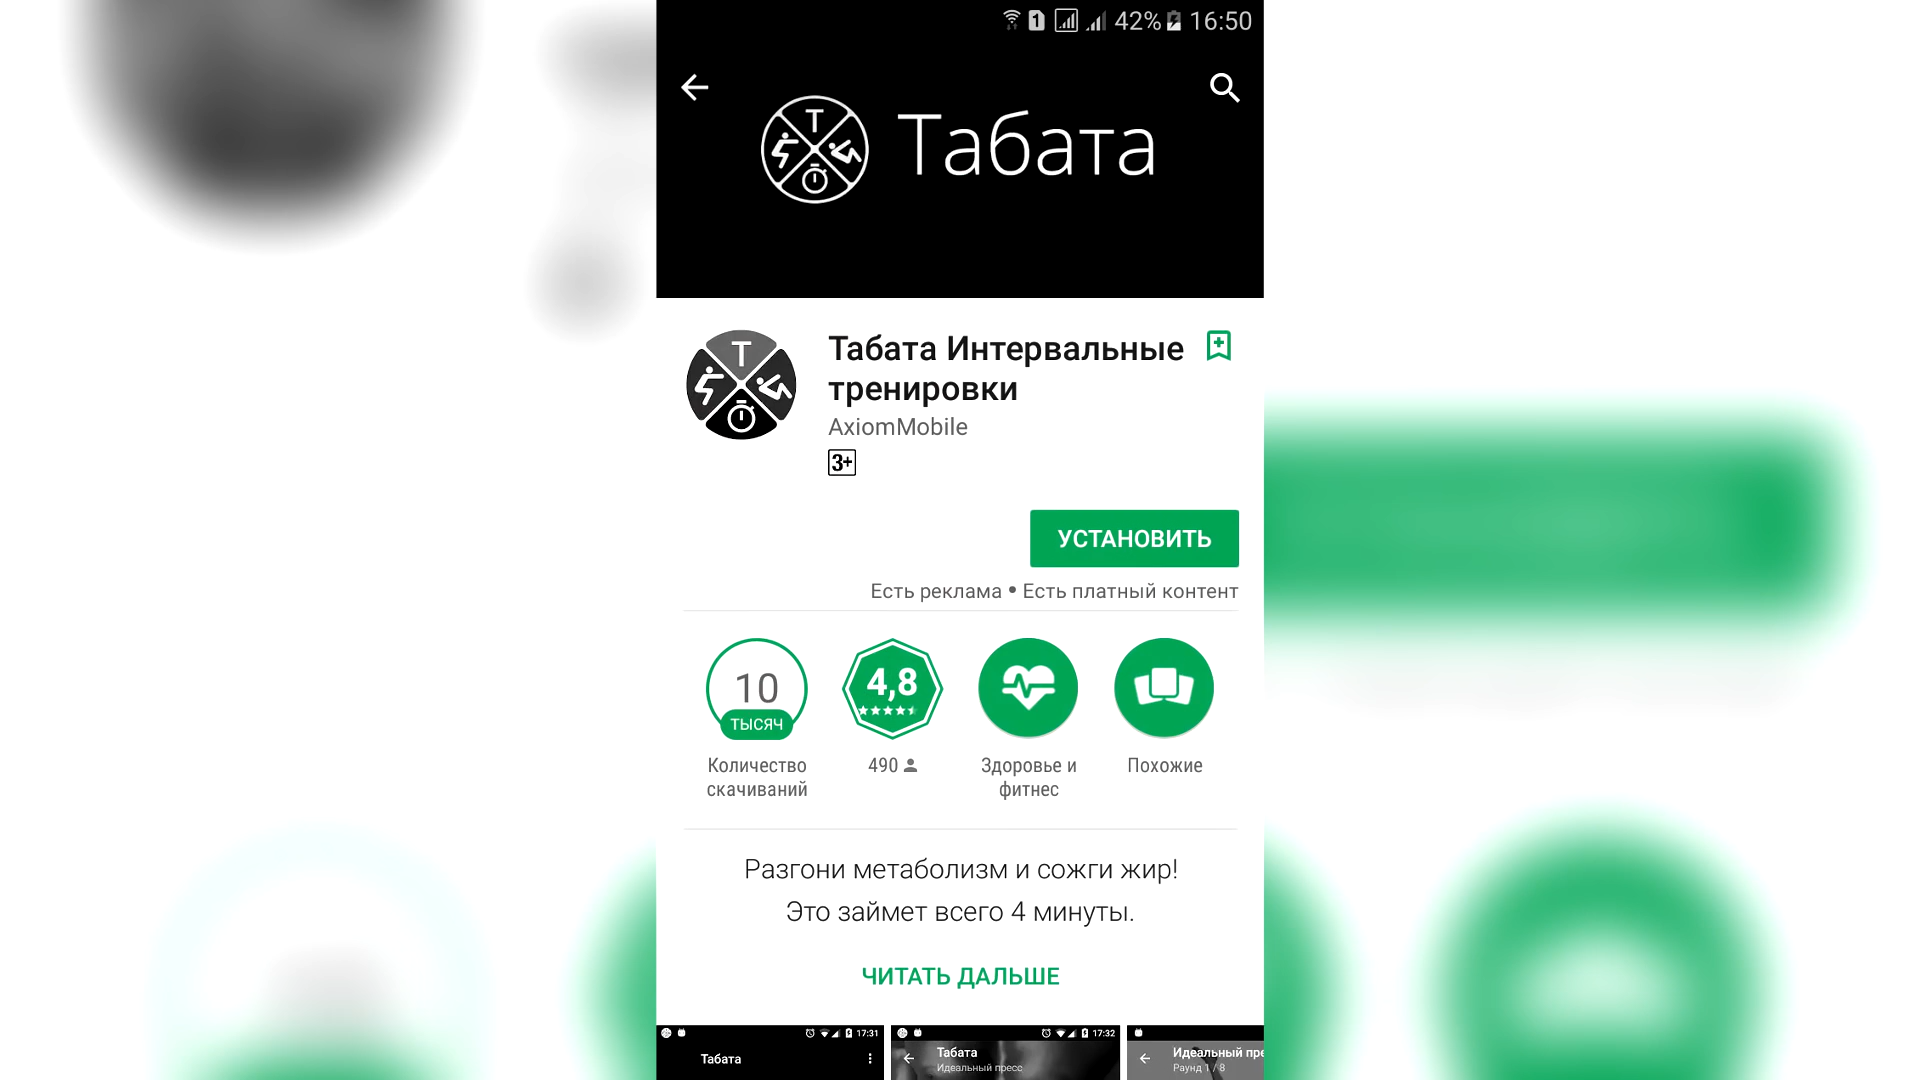 1 42% 16:50
T Табата
T Табата Интервальные
тренировки
AxiomMobile
3+
УСТАНОВИТЬ
Есть реклама • Есть платный контент
10
ТЫСЯЧ
4,8
Количество
скачиваний
490
Здоровье и
фитнес
Похожие
Разгони метаболизм и сожги жир!
Это займет всего 4 минуты.
ЧИТАТЬ ДАЛЬШЕ
17:31
Табата
17:32
Табата
Идеальный пресс
Идеальный пре
Раунд 1 / 8